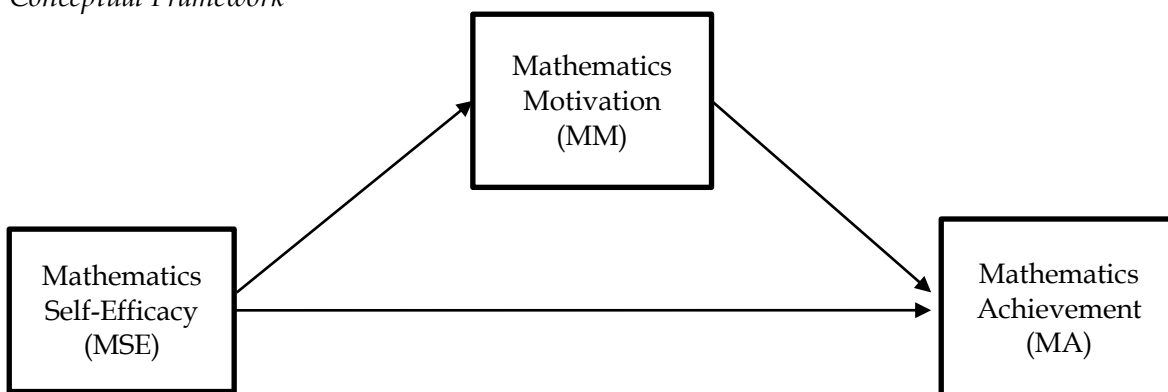 Conceptual Framework
Mathematics
Motivation
(MM)
Mathematics
Self-Efficacy
(MSE)
Mathematics
Achievement
(MA)